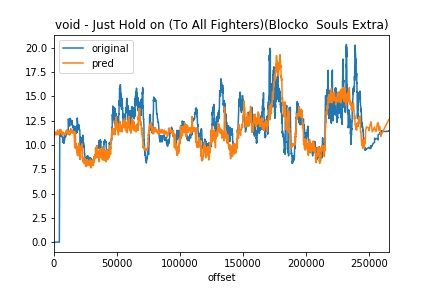 void - Just Hold on (To All Fighters)(Blocko  Souls Extra)
original
pred
20.0
17.5
15.0
12.5
10.0
7.5
5.0
2.5
0.0
0 50000 100000 150000 200000 250000
offset